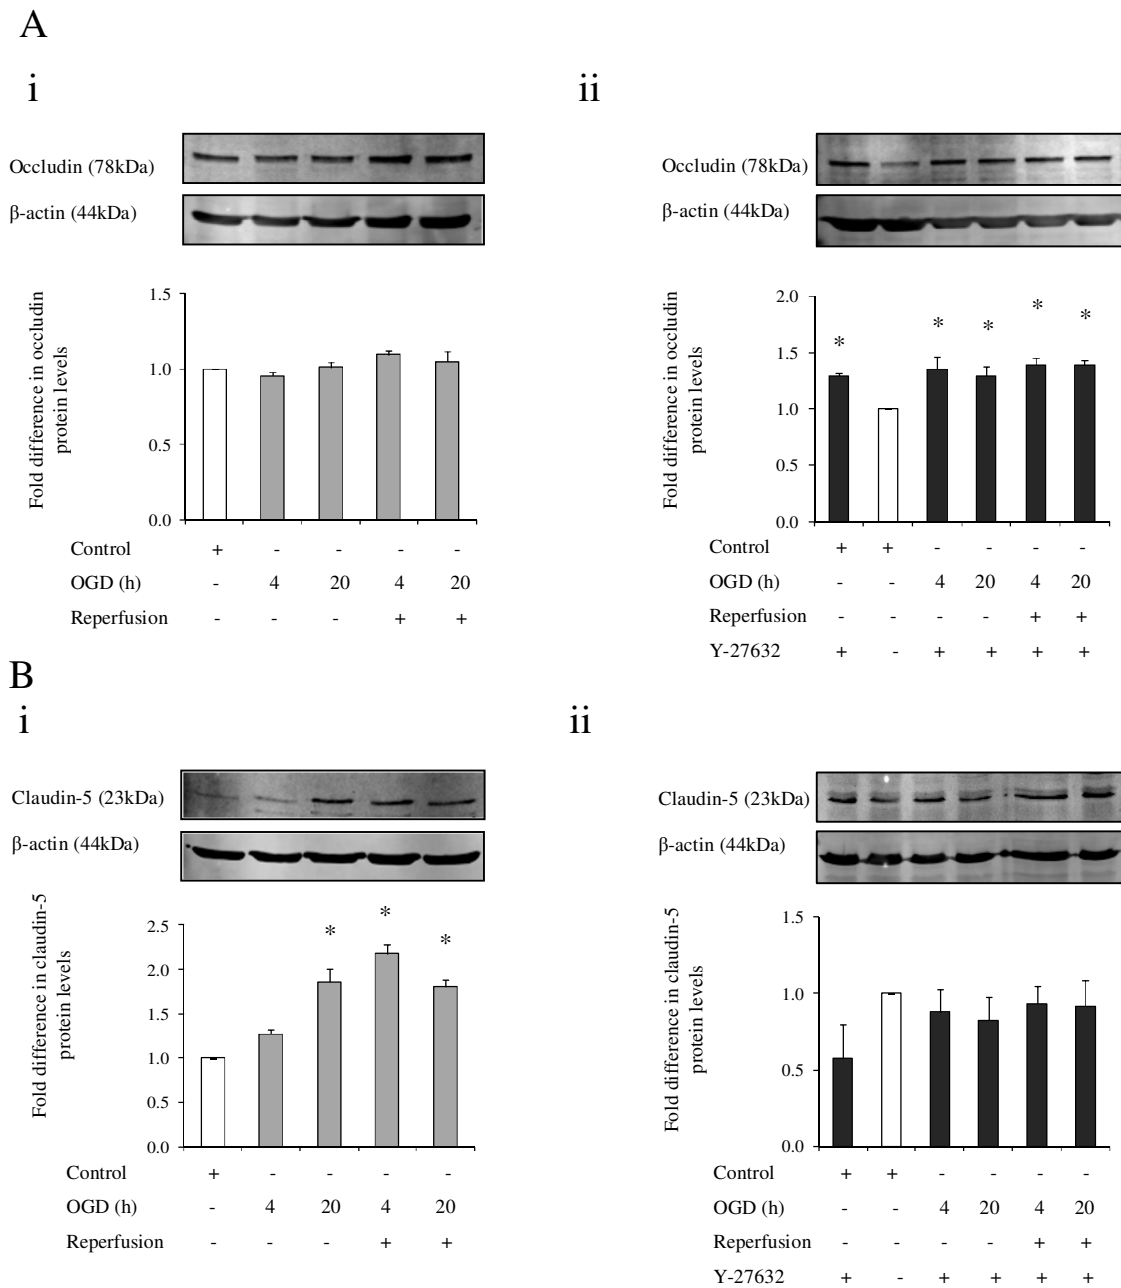 A
i
Occludin (78kDa)
β-actin (44kDa)
Fold difference in occludin
protein levels
1.5
1.0
0.5
0.0
Control + - - - -
OGD (h) - 4 20 4 20
Reperfusion - - - + +
ii
Occludin (78kDa)
β-actin (44kDa)
Fold difference in occludin
protein levels
2.0
1.5
1.0
0.5
0.0
* * * * *
Control + + - - - -
OGD (h) - - 4 20 4 20
Reperfusion - - - - + +
Y-27632 + - + + + +
B
i
Claudin-5 (23kDa)
β-actin (44kDa)
Fold difference in claudin-5
protein levels
2.5
2.0
1.5
1.0
0.5
0.0
* * *
Control + - - - -
OGD (h) - 4 20 4 20
Reperfusion - - - + +
ii
Claudin-5 (23kDa)
β-actin (44kDa)
Fold difference in claudin-5
protein levels
1.5
1.0
0.5
0.0
Control + + - - - -
OGD (h) - - 4 20 4 20
Reperfusion - - - - + +
Y-27632 + - + + + +